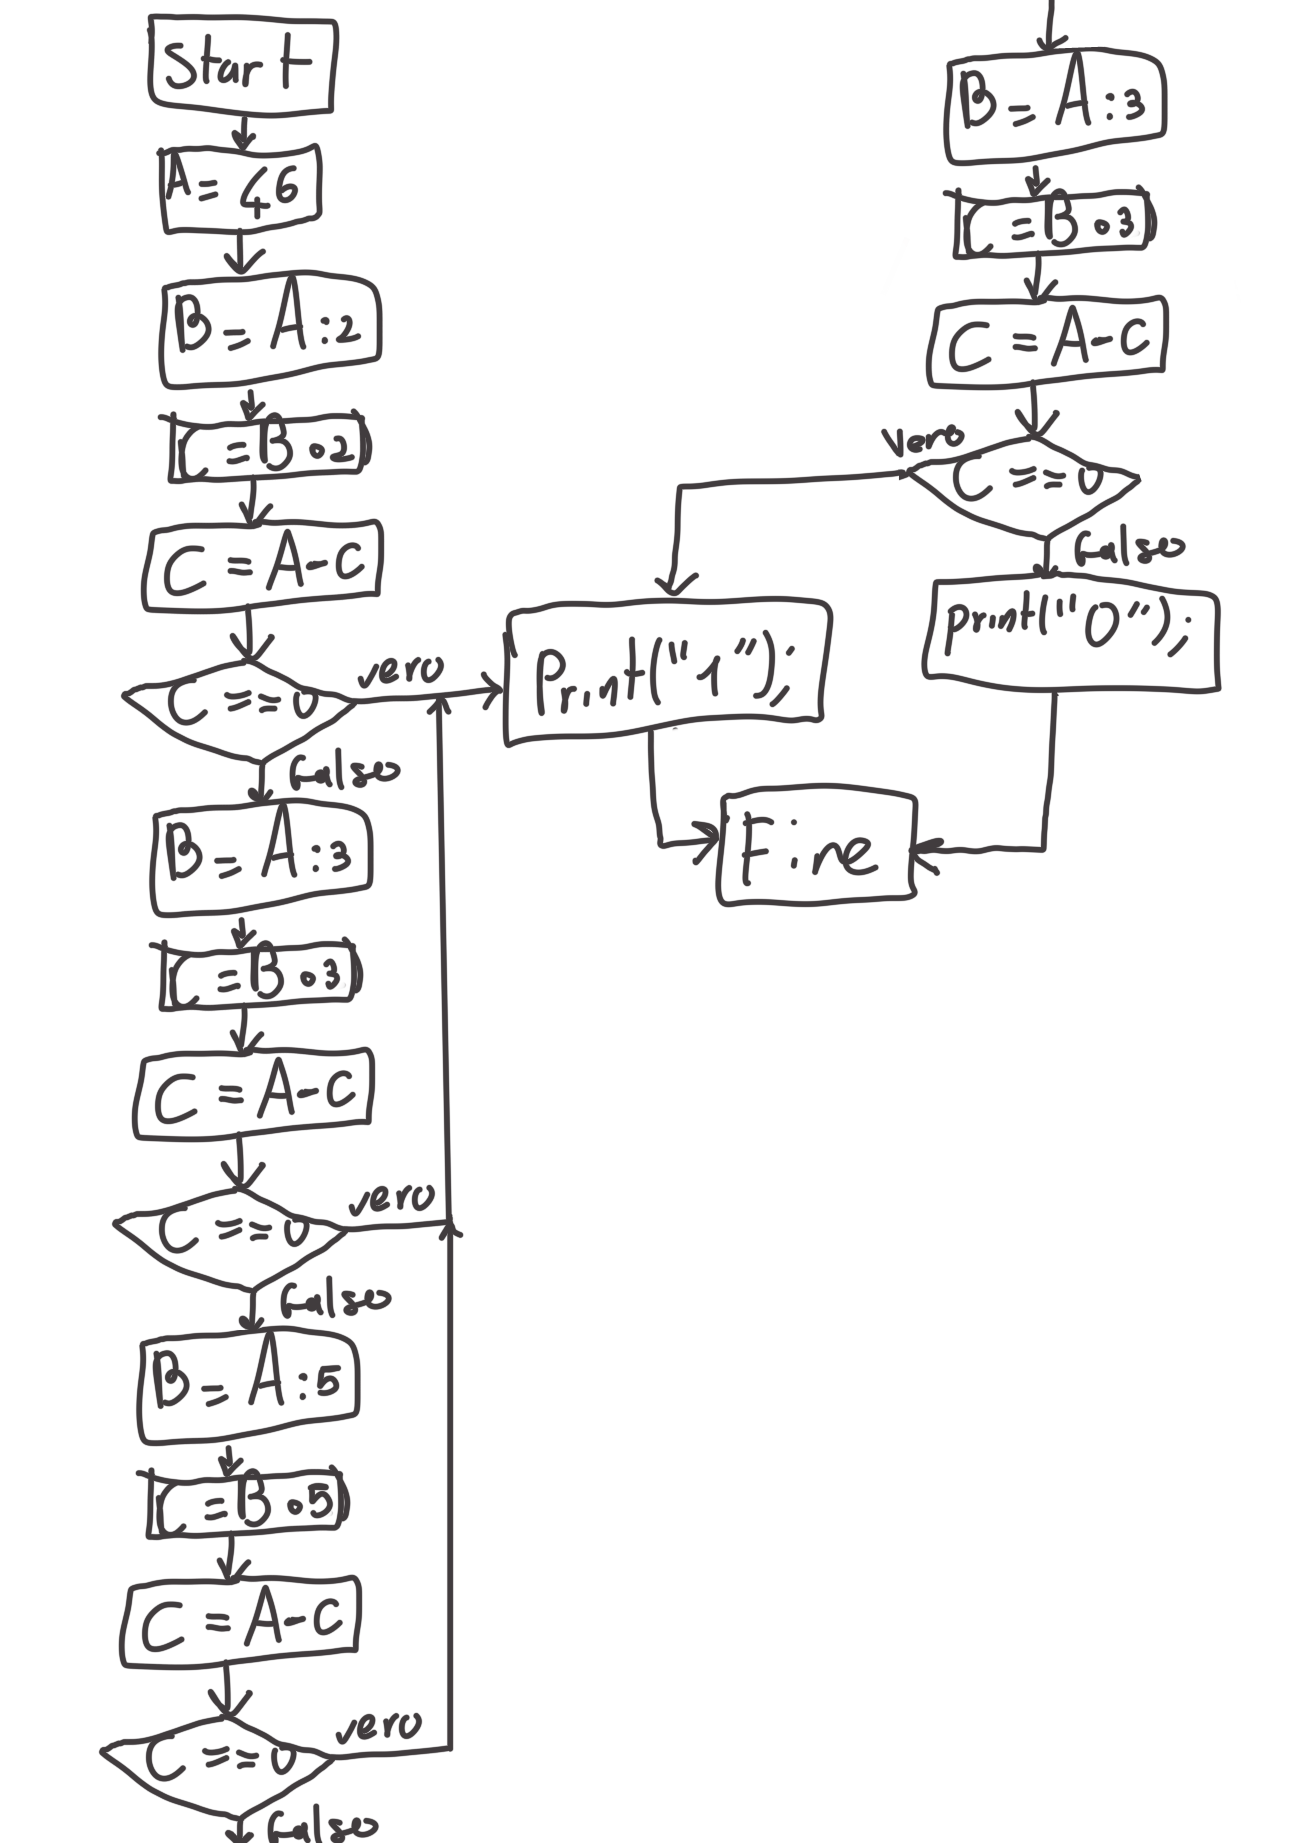 Start
A = 46
B = A : 2
C = B • 2
C = A - C
C == 0
vero
falso
B = A : 3
C = B • 3
C = A - C
C == 0
vero
falso
B = A : 5
C = B • 5
C = A - C
C == 0
vero
falso
Print("1");
Fine
B = A : 3
C = B • 3
C = A - C
Vero
C == 0
falso
print("0");